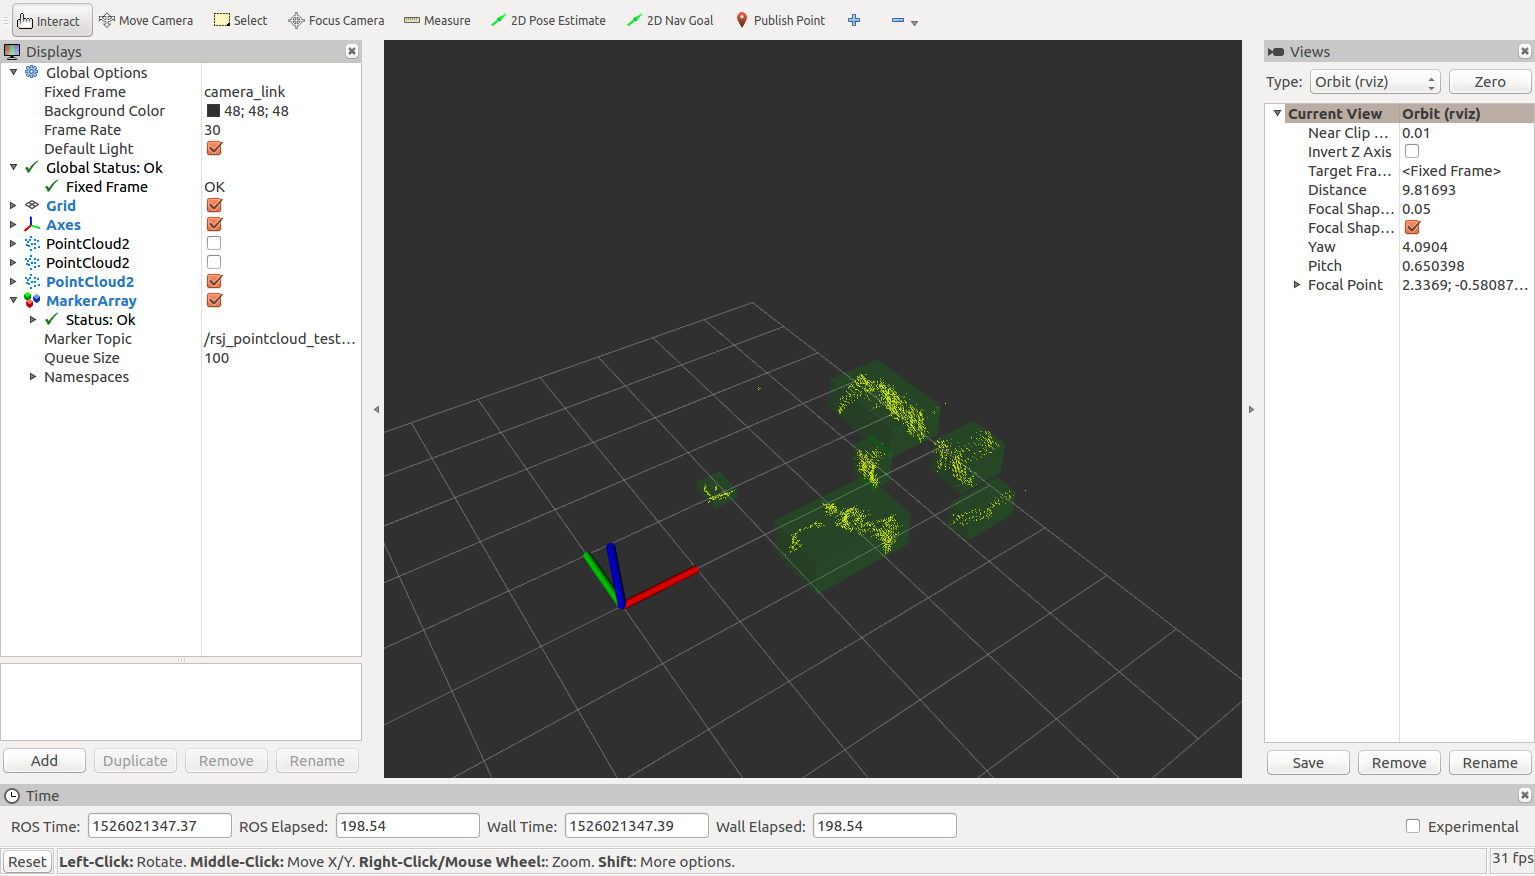 Interact Move Camera Select Focus Camera Measure 2D Pose Estimate 2D Nav Goal Publish Point
Displays
Global Options
Fixed Frame camera_link
Background Color 48; 48; 48
Frame Rate 30
Default Light
Global Status: Ok
Fixed Frame OK
Grid
Axes
PointCloud2
PointCloud2
PointCloud2
MarkerArray
Status: Ok
Marker Topic /rsj_pointcloud_test...
Queue Size 100
Namespaces
Add Duplicate Remove Rename
Views
Type: Orbit (rviz) Zero
Current View Orbit (rviz)
Near Clip ... 0.01
Invert Z Axis
Target Fra... <Fixed Frame>
Distance 9.81693
Focal Shap... 0.05
Focal Shap...
Yaw 4.0904
Pitch 0.650398
Focal Point 2.3369; -0.58087...
Save Remove Rename
Time
ROS Time: 1526021347.37 ROS Elapsed: 198.54 Wall Time: 1526021347.39 Wall Elapsed: 198.54 Experimental
Reset Left-Click: Rotate. Middle-Click: Move X/Y. Right-Click/Mouse Wheel:: Zoom. Shift: More options. 31 fps